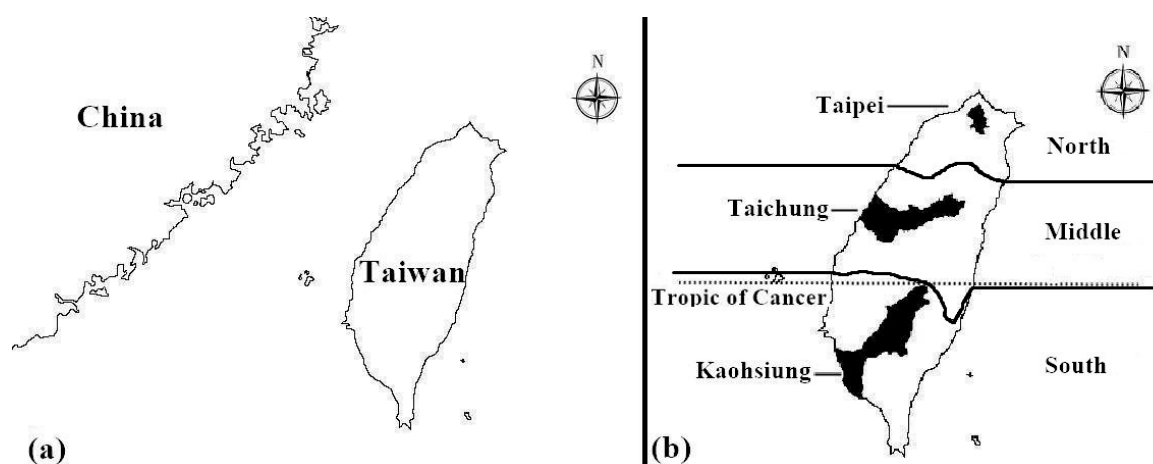 N
China
Taiwan
(a)
N
Taipei
North
Taichung
Middle
Tropic of Cancer
Kaohsiung
South
(b)